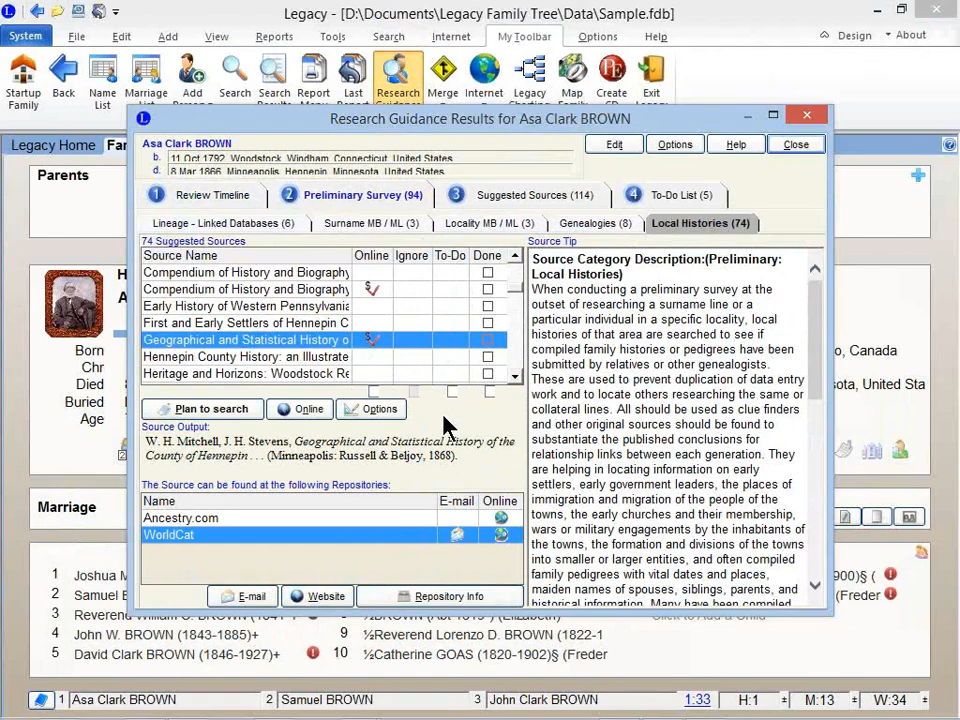 Legacy - [D:\Documents\Legacy Family Tree\Data\Sample.fdb]
System File Edit Add View Reports Tools Search Internet My Toolbar Options Help Design About
Startup Family
Back
Name List
Marriage List
Add
Search
Search
Report
Last
Research
Merge
Internet
Legacy
Map
Create
Exit
Research Guidance Results for Asa Clark BROWN
Legacy Home
Parents
Asa Clark BROWN
b. 11 Oct 1792, Woodstock, Windham, Connecticut, United States
d. 8 Mar 1866, Hennepin, Minnesota, United States
Edit Options Help Close
1 Review Timeline 2 Preliminary Survey (94) 3 Suggested Sources (114) 4 To-Do List (5)
Lineage - Linked Databases (6) Surname MB / ML (3) Locality MB / ML (3) Genealogies (8) Local Histories (74)
74 Suggested Sources
Source Name Online Ignore To-Do Done
Compendium of History and Biography
Compendium of History and Biography
Early History of Western Pennsylvania
First and Early Settlers of Hennepin C
Geographical and Statistical History o
Hennepin County History: an Illustrate
Heritage and Horizons: Woodstock Re
Plan to search Online Options
Source Output:
W. H. Mitchell, J. H. Stevens, Geographical and Statistical History of the
County of Hennepin . . . (Minneapolis: Russell & Beljoy, 1868).
The Source can be found at the following Repositories:
Name E-mail Online
Ancestry.com
WorldCat
E-mail Website Repository Info
Source Tip
Source Category Description:(Preliminary:
Local Histories)
When conducting a preliminary survey at the
outset of researching a surname line or a
particular individual in a specific locality, local
histories of that area are searched to see if
compiled family histories or pedigrees have been
submitted by relatives or other genealogists.
These are used to prevent duplication of data entry
work and to locate others researching the same or
collateral lines. All should be used as clue finders
and other original sources should be found to
substantiate the published conclusions for
relationship links between each generation. They
are helping in locating information on early
settlers, early government leaders, the places of
immigration and migration of the people of the
towns, the early churches and their membership,
wars or military engagements by the inhabitants of
the towns, the formation and divisions of the towns
into smaller or larger entities, and often compiled
family pedigrees with vital dates and places,
maiden names of spouses, siblings, parents, and
historical information. Many have been compiled
Born
Chr
Died
Buried
Age
, Canada
sota, United Sta
Marriage
1 Joshua M
2 Samuel B
3 Reverend
4 John W. BROWN (1843-1885)+
5 David Clark BROWN (1846-1927)+
900)§ (
(Freder
9 ½Reverend Lorenzo D. BROWN (1822-1
10 ½Catherine GOAS (1820-1902)§ (Freder
1 Asa Clark BROWN 2 Samuel BROWN 3 John Clark BROWN 1:33 H:1 M:13 W:34